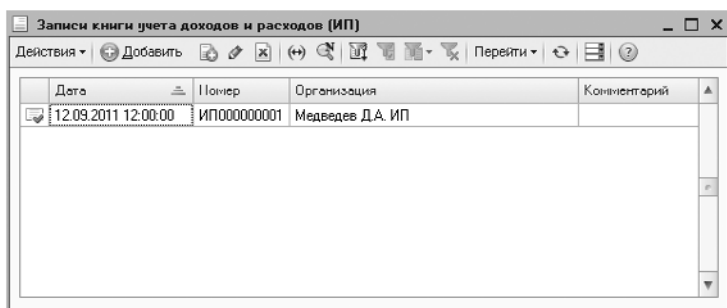 Записи книги учета доходов и расходов (ИП)
Действия Добавить Перейти
Дата Номер Организация Комментарий
12.09.2011 12:00:00 ИП000000001 Медведев Д.А. ИП